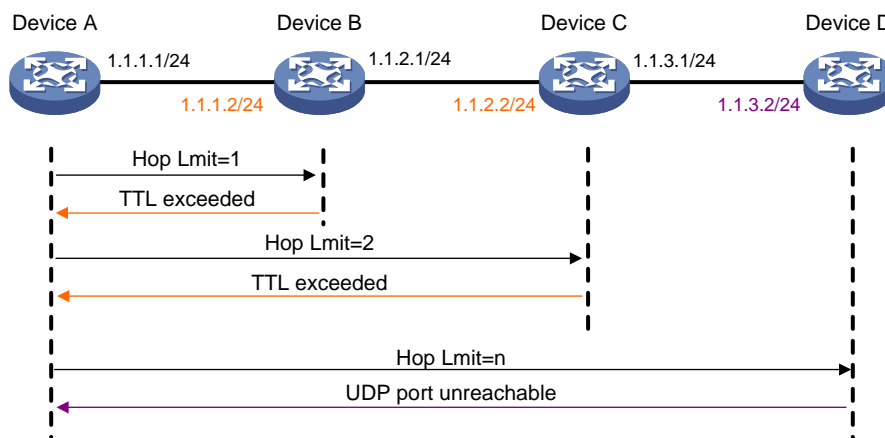 Device A
Device B
Device C
Device D
1.1.1.1/24
1.1.2.1/24
1.1.3.1/24
1.1.1.2/24
1.1.2.2/24
1.1.3.2/24
Hop Lmit=1
TTL exceeded
Hop Lmit=2
TTL exceeded
Hop Lmit=n
UDP port unreachable